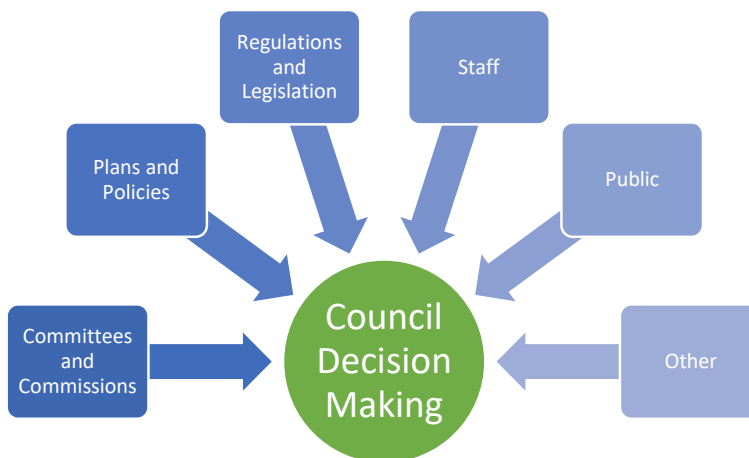 Regulations
and
Legislation
Staff
Plans and
Policies
Public
Committees
and
Commissions
Council
Decision
Making
Other